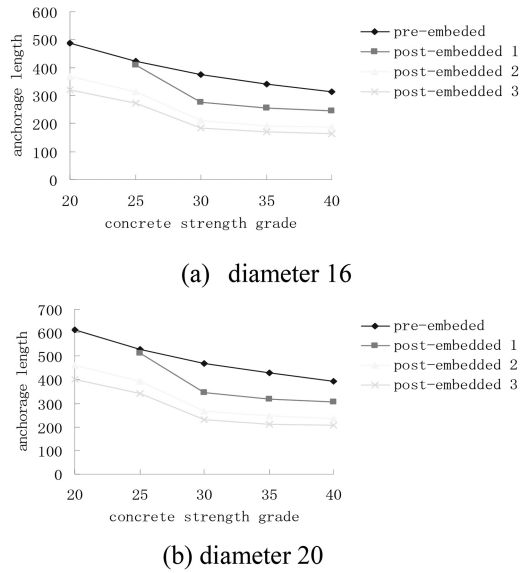 600
500
400
300
200
100
0
anchorage length
20 25 30 35 40
concrete strength grade
pre-embeded
post-embedded 1
post-embedded 2
post-embedded 3
(a) diameter 16
700
600
500
400
300
200
100
0
anchorage length
20 25 30 35 40
concrete strength grade
pre-embeded
post-embedded 1
post-embedded 2
post-embedded 3
(b) diameter 20